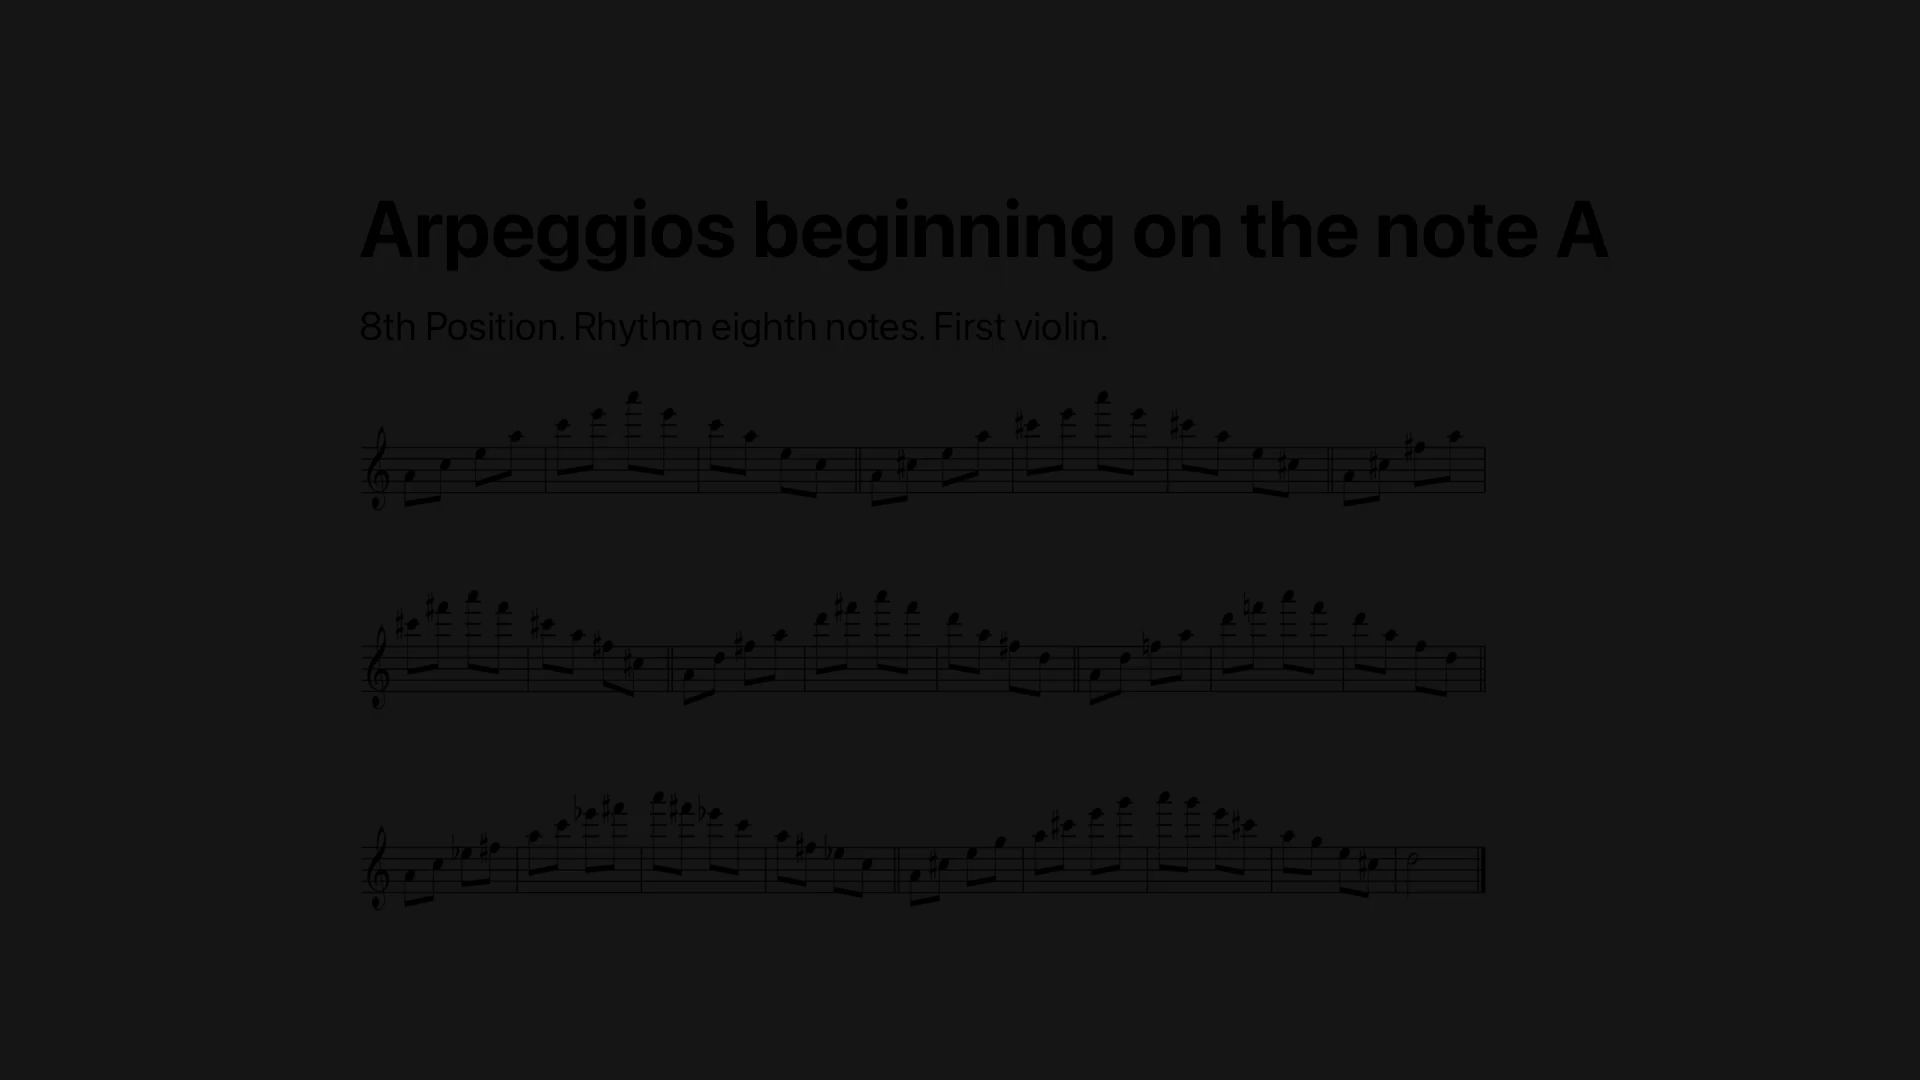 Arpeggios beginning on the note A
8th Position. Rhythm eighth notes. First violin.